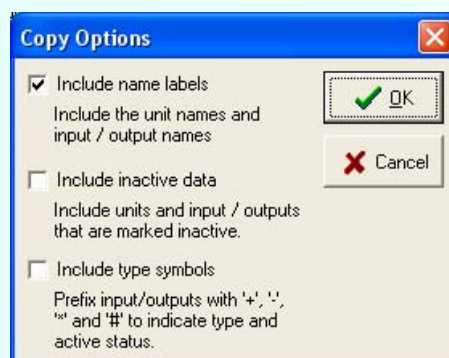 Copy Options
Include name labels
Include the unit names and
input / output names
OK
Cancel
Include inactive data
Include units and input / outputs
that are marked inactive.
Include type symbols
Prefix input/outputs with '+', '-',
'*' and '#' to indicate type and
active status.